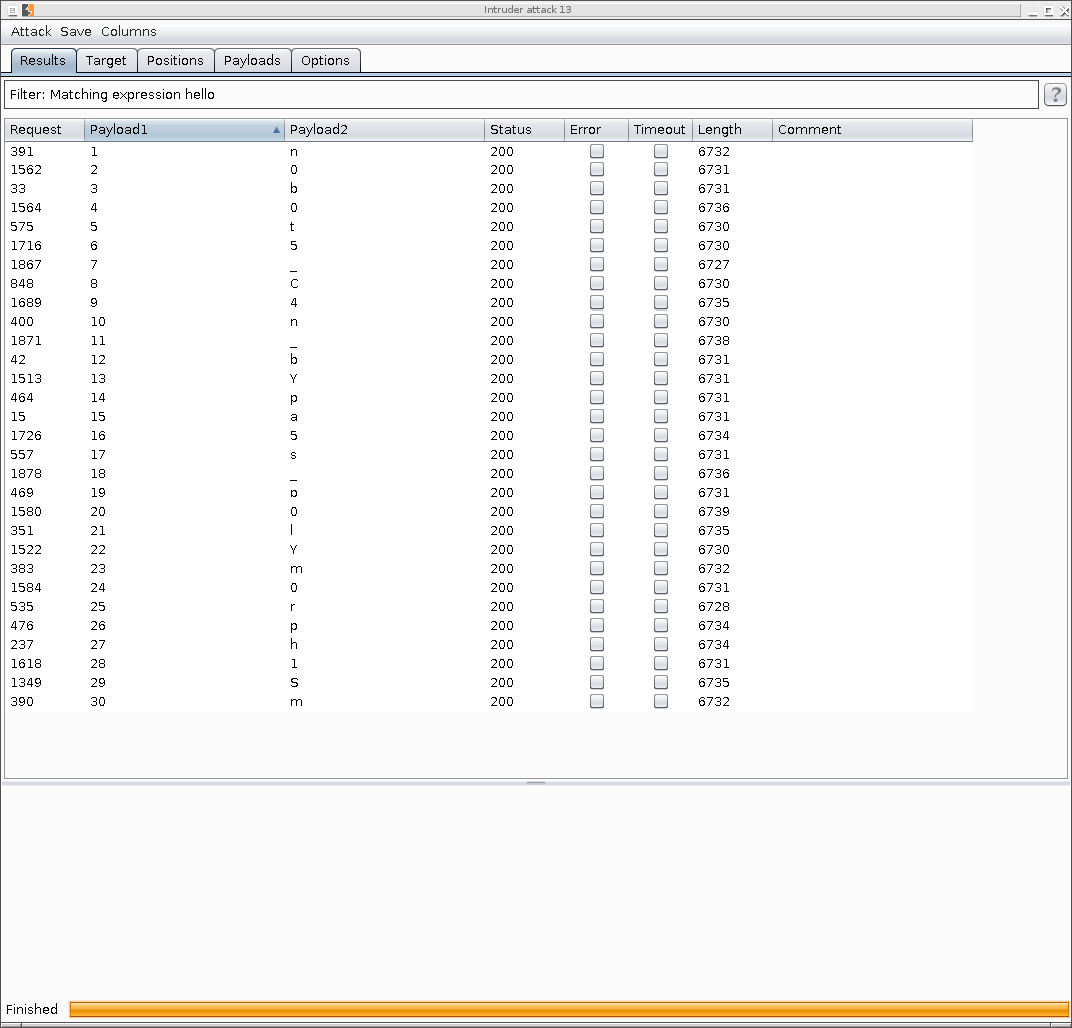 Intruder attack 13
Attack Save Columns
Results Target Positions Payloads Options
Filter: Matching expression hello ?
Request Payload1 Payload2 Status Error Timeout Length Comment
391 1 n 200 6732
1562 2 0 200 6731
33 3 b 200 6731
1564 4 0 200 6736
575 5 t 200 6730
1716 6 5 200 6730
1867 7 _ 200 6727
848 8 C 200 6730
1689 9 4 200 6735
400 10 n 200 6730
1871 11 _ 200 6738
42 12 b 200 6731
1513 13 Y 200 6731
464 14 p 200 6731
15 15 a 200 6731
1726 16 5 200 6734
557 17 s 200 6731
1878 18 _ 200 6736
469 19 p 200 6731
1580 20 0 200 6739
351 21 l 200 6735
1522 22 Y 200 6730
383 23 m 200 6732
1584 24 0 200 6731
535 25 r 200 6728
476 26 p 200 6734
237 27 h 200 6734
1618 28 1 200 6731
1349 29 S 200 6735
390 30 m 200 6732
Finished